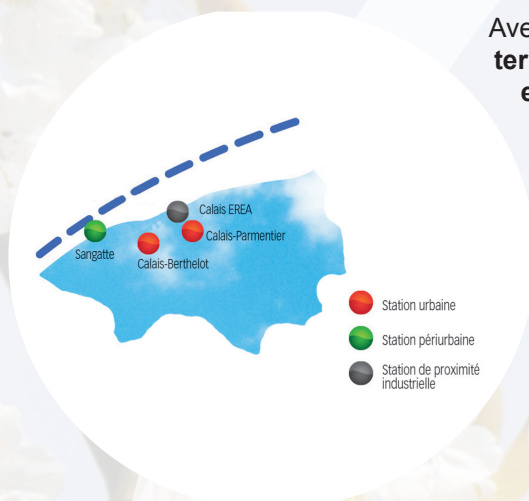 Ave
ter
e
Calais EREA
Calais-Parmentier
Sangatte
Calais-Berthelot
Station urbaine
Station périurbaine
Station de proximité
industrielle